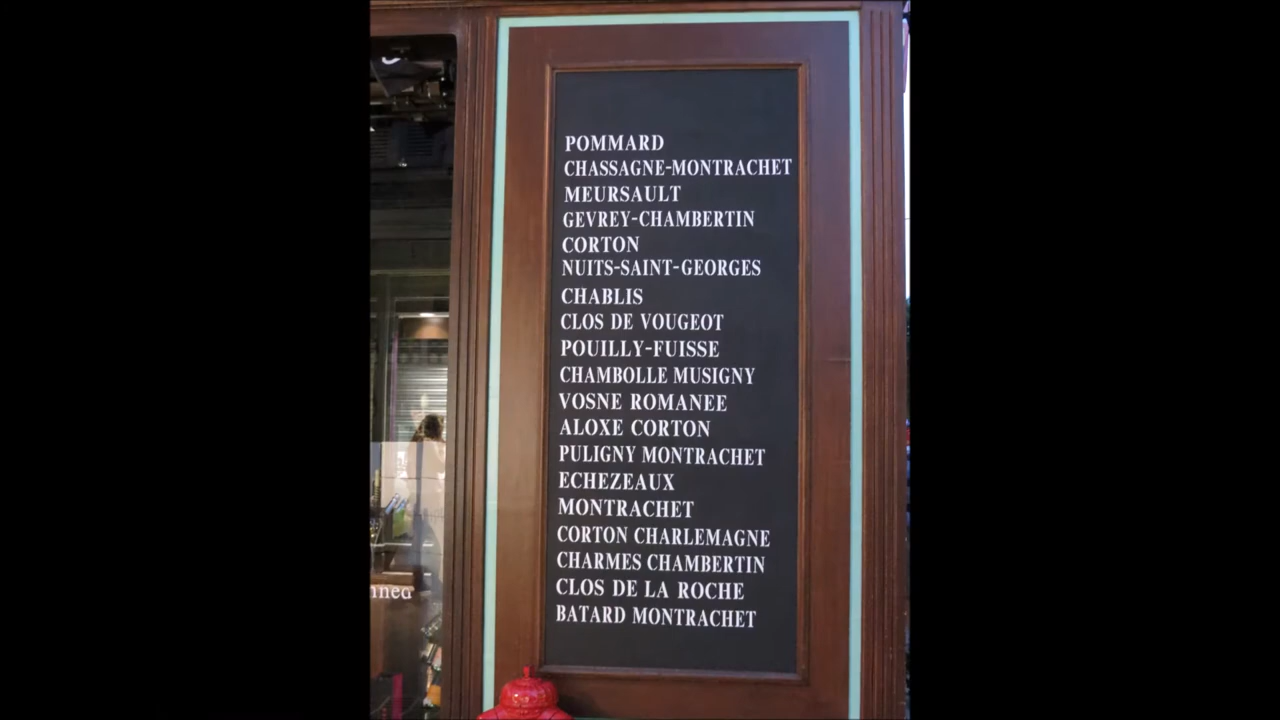 POMMARD
CHASSAGNE-MONTRACHET
MEURSAULT
GEVREY-CHAMBERTIN
CORTON
NUITS-SAINT-GEORGES
CHABLIS
CLOS DE VOUGEOT
POUILLY-FUISSE
CHAMBOLLE MUSIGNY
VOSNE ROMANEE
ALOXE CORTON
PULIGNY MONTRACHET
ECHEZEAUX
MONTRACHET
CORTON CHARLEMAGNE
CHARMES CHAMBERTIN
CLOS DE LA ROCHE
BATARD MONTRACHET